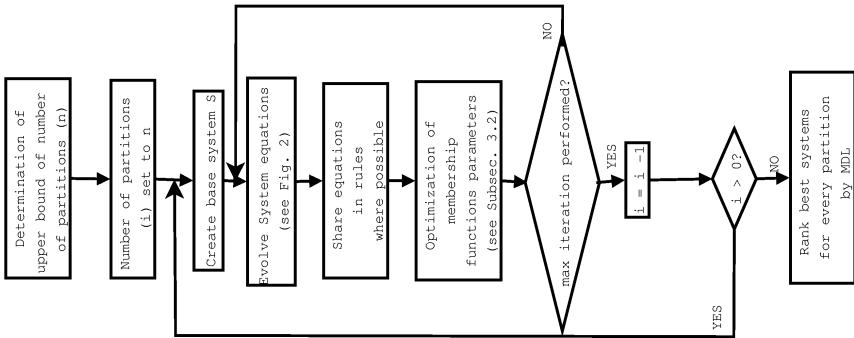 Determination of
upper bound of number
of partitions (n)
Number of partitions
(i) set to n
Create base system S
Evolve System equations
(see Fig. 2)
Share equations
in rules
where possible
Optimization of
membership
functions parameters
(see Subsec. 3.2)
max iteration performed?
NO
YES
i = i -1
i > 0?
YES
NO
Rank best systems
for every partition
by MDL